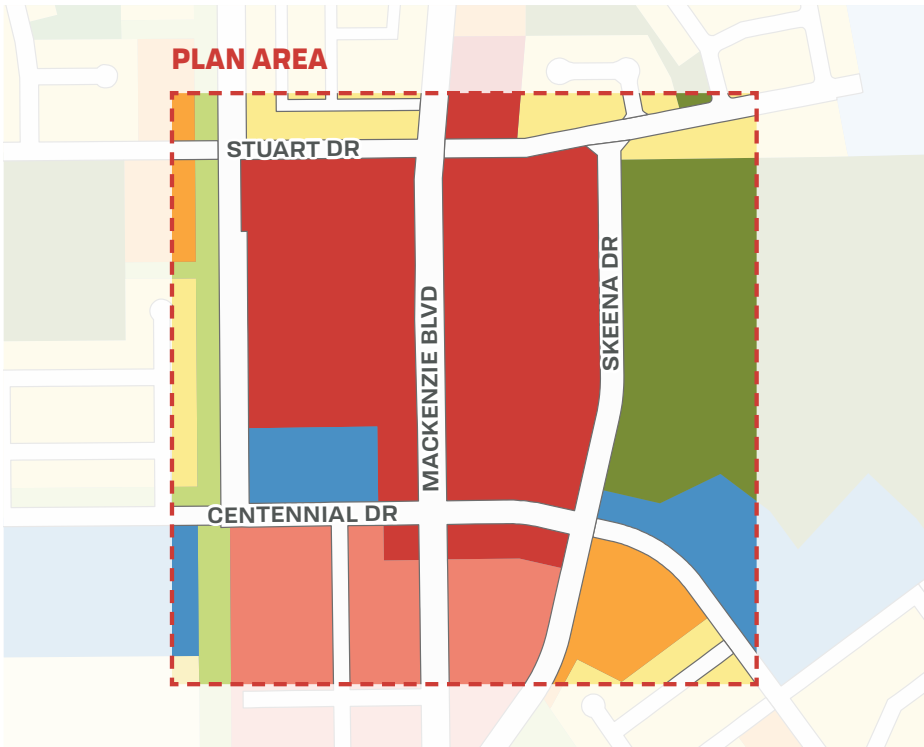 PLAN AREA
STUART DR
SKEENA DR
MACKENZIE BLVD
CENTENNIAL DR